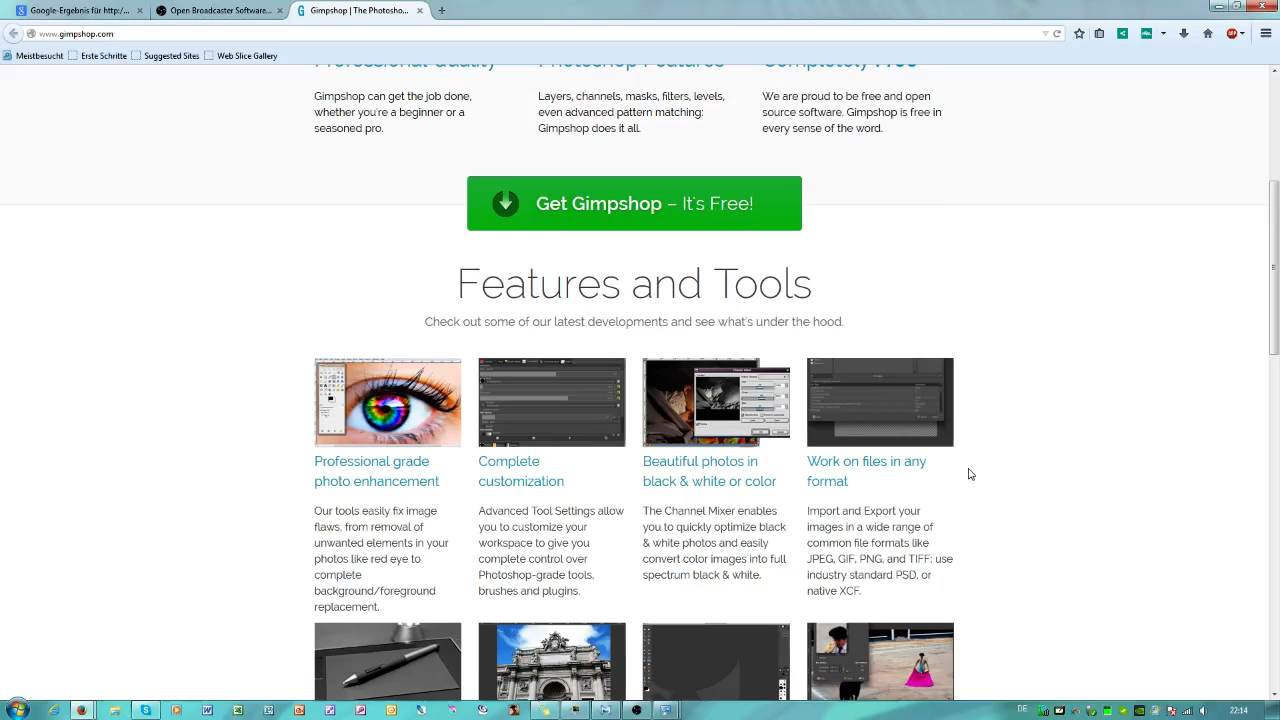 Google-Ergebnis für http/...
Open Broadcaster Software...
Gimpshop | The Photosho...
www.gimpshop.com
Meistbesucht
Erste Schritte
Suggested Sites
Web Slice Gallery
Professional Quality
Photoshop Features
Completely Free
Gimpshop can get the job done,
whether you're a beginner or a
seasoned pro.
Layers, channels, masks, filters, levels,
even advanced pattern matching:
Gimpshop does it all.
We are proud to be free and open
source software. Gimpshop is free in
every sense of the word.
Get Gimpshop – It's Free!
Features and Tools
Check out some of our latest developments and see what's under the hood.
Professional grade
photo enhancement
Our tools easily fix image
flaws, from removal of
unwanted elements in your
photos like red eye to
complete
background/foreground
replacement.
Complete
customization
Advanced Tool Settings allow
you to customize your
workspace to give you
complete control over
Photoshop-grade tools,
brushes and plugins.
Beautiful photos in
black & white or color
The Channel Mixer enables
you to quickly optimize black
& white photos and easily
convert color images into full
spectrum black & white.
Work on files in any
format
Import and Export your
images in a wide range of
common file formats like
JPEG, GIF, PNG, and TIFF; use
industry standard PSD, or
native XCF.
DE
22:14